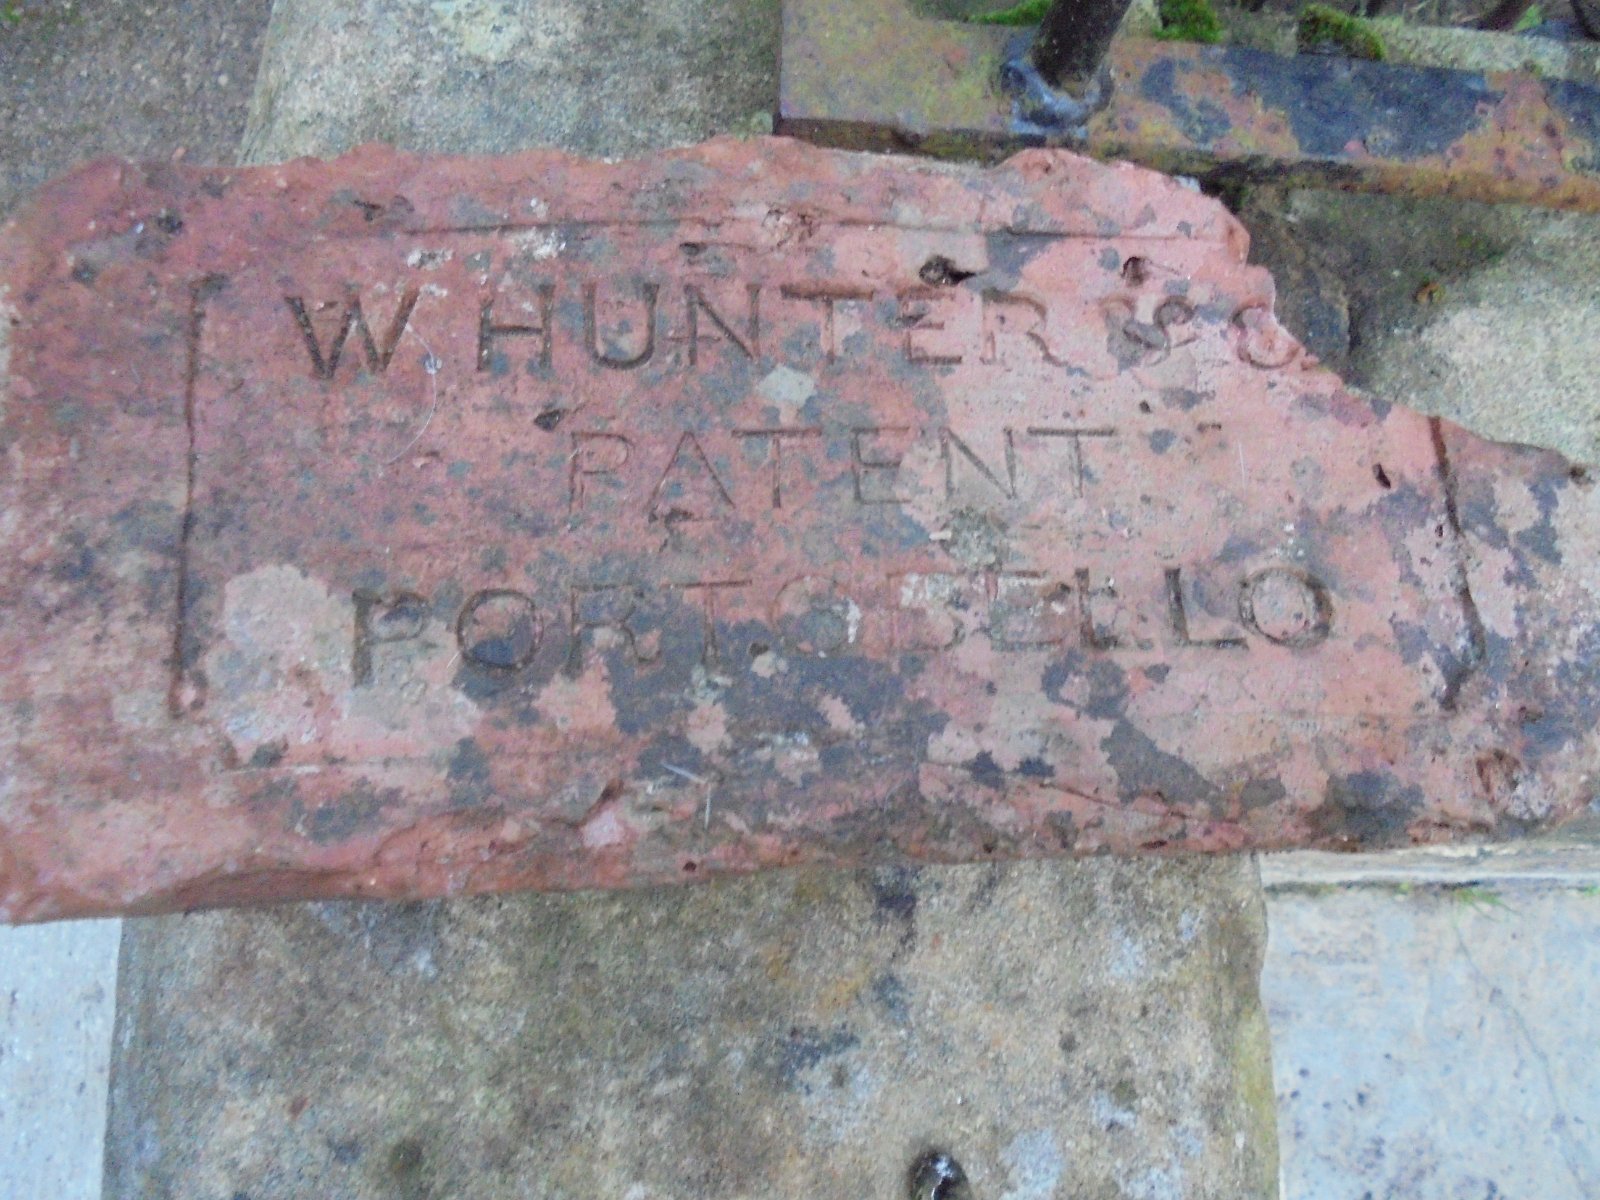 W HUNTER &
PATENT
PORTOBELLO